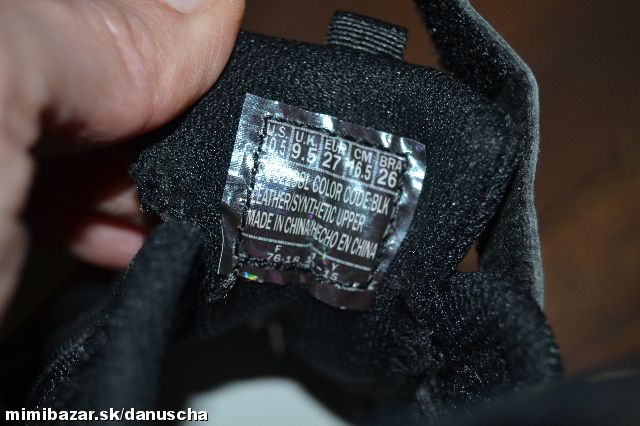 U.S. U.K. EUR CM BRA
10.5 9.5 27 16.5 26
COLOR CODE-BLK
LEATHER/SYNTHETIC UPPER
MADE IN CHINA/HECHO EN CHINA
F
mimibazar.sk/danuscha